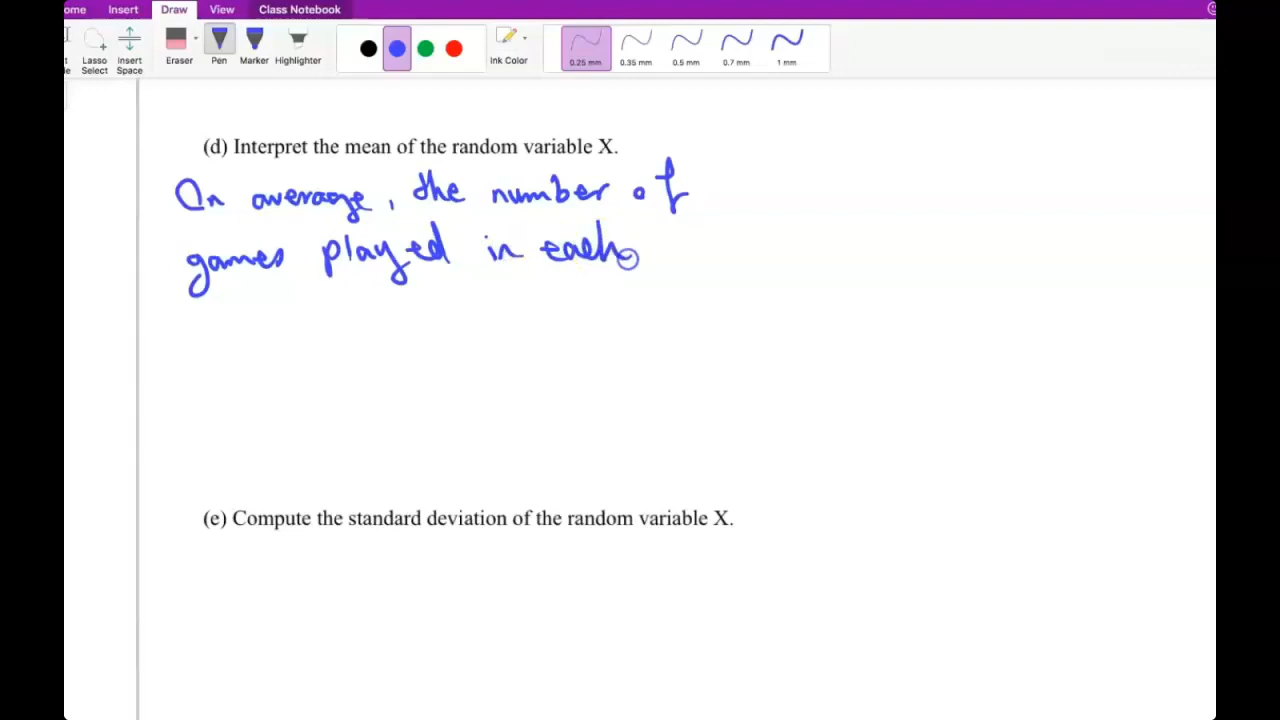 ome Insert Draw View Class Notebook
Lasso Select Insert Space Eraser Pen Marker Highlighter Ink Color 0.25 mm 0.35 mm 0.5 mm 0.7 mm 1 mm
(d) Interpret the mean of the random variable X.
On average, the number of
games played in each
(e) Compute the standard deviation of the random variable X.